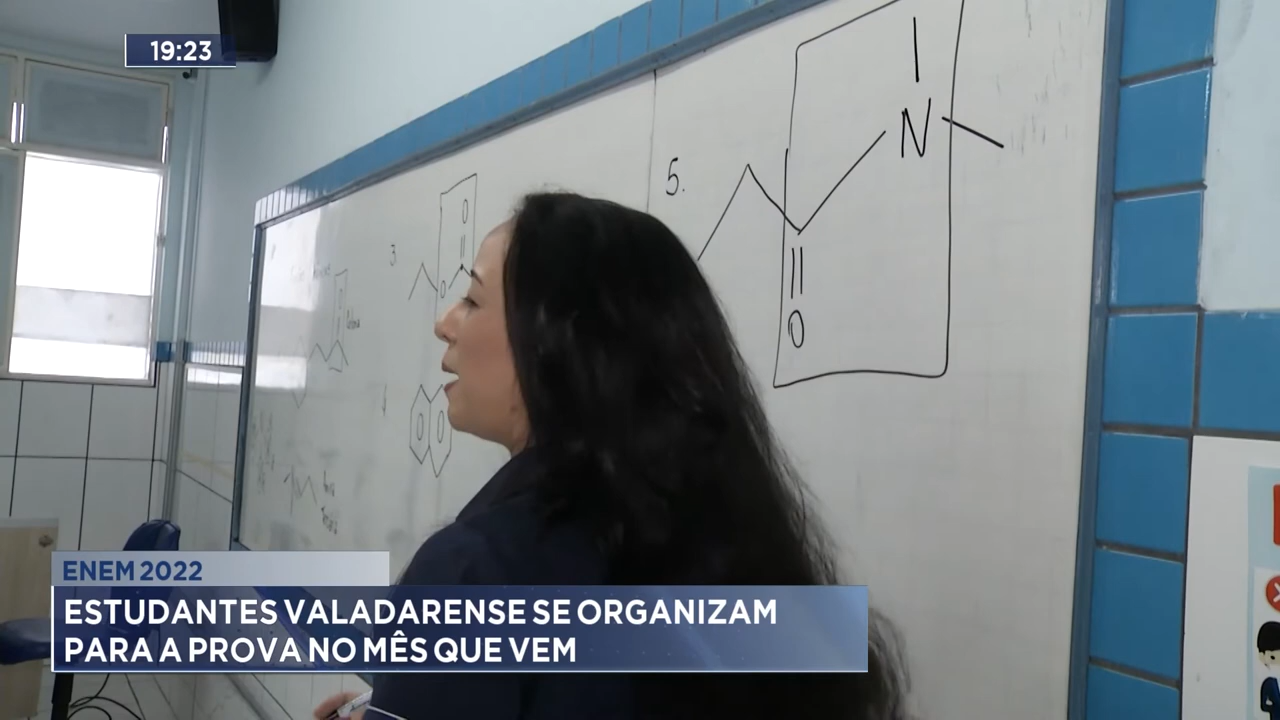 19:23
5.
N
O
3.
O
O
ENEM 2022
ESTUDANTES VALADARENSE SE ORGANIZAM
PARA A PROVA NO MÊS QUE VEM